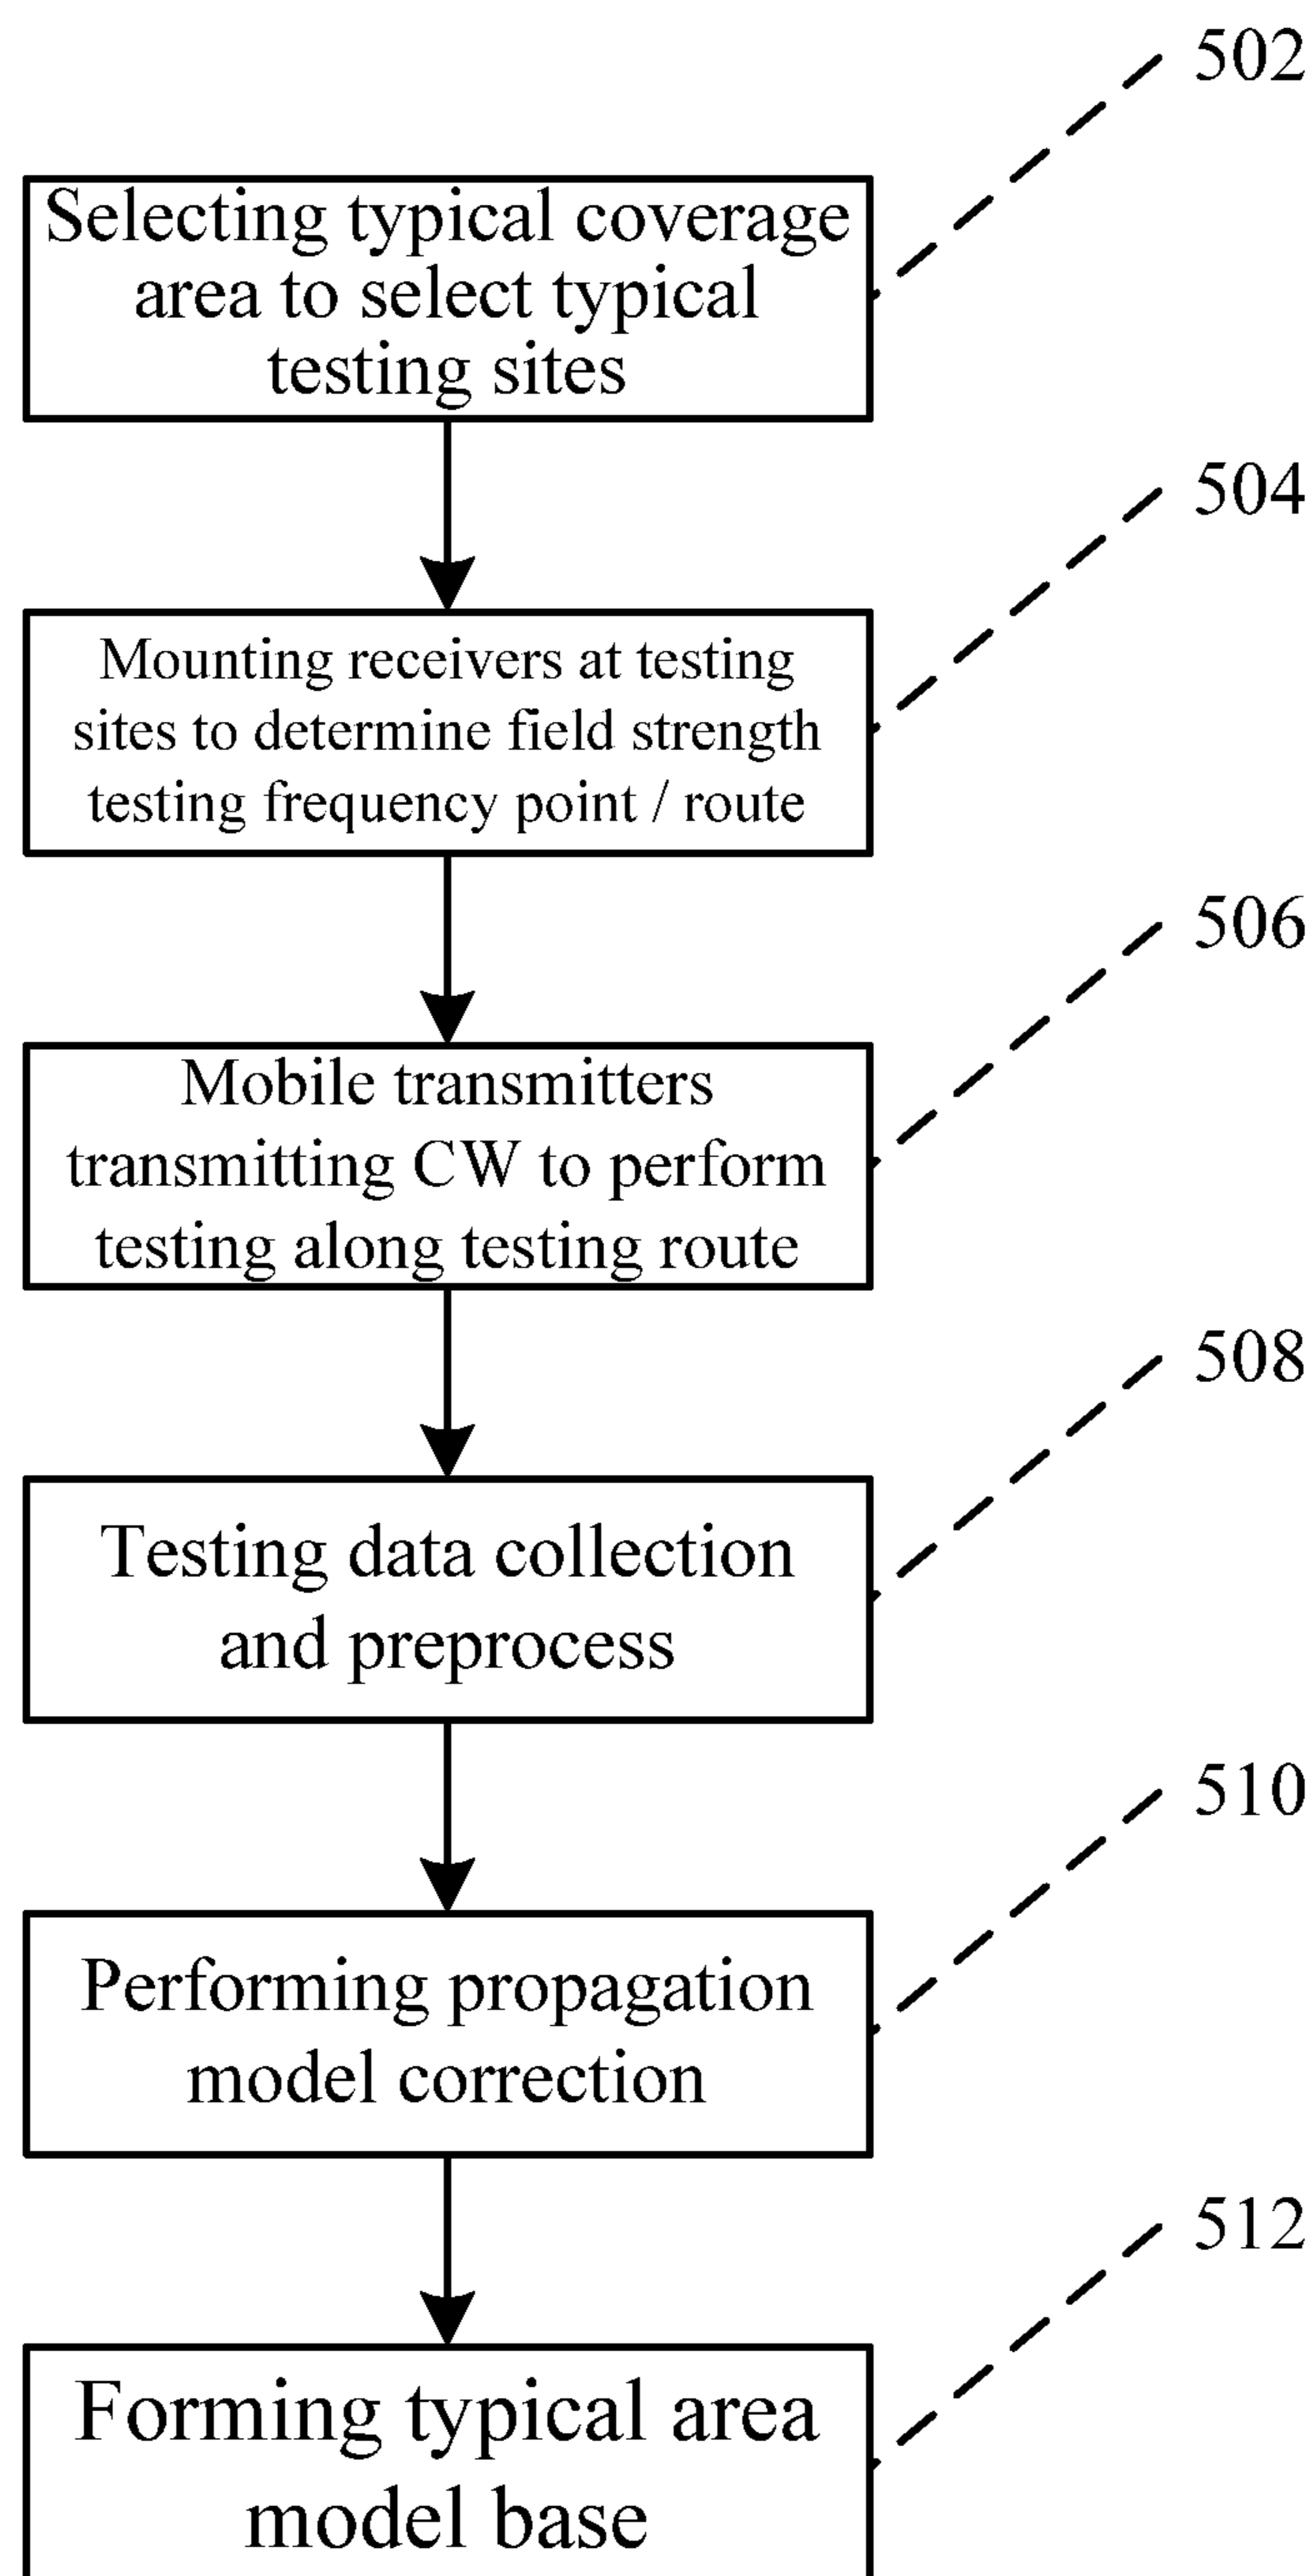 502
Selecting typical coverage
area to select typical
testing sites
504
Mounting receivers at testing
sites to determine field strength
testing frequency point / route
506
Mobile transmitters
transmitting CW to perform
testing along testing route
508
Testing data collection
and preprocess
510
Performing propagation
model correction
512
Forming typical area
model base